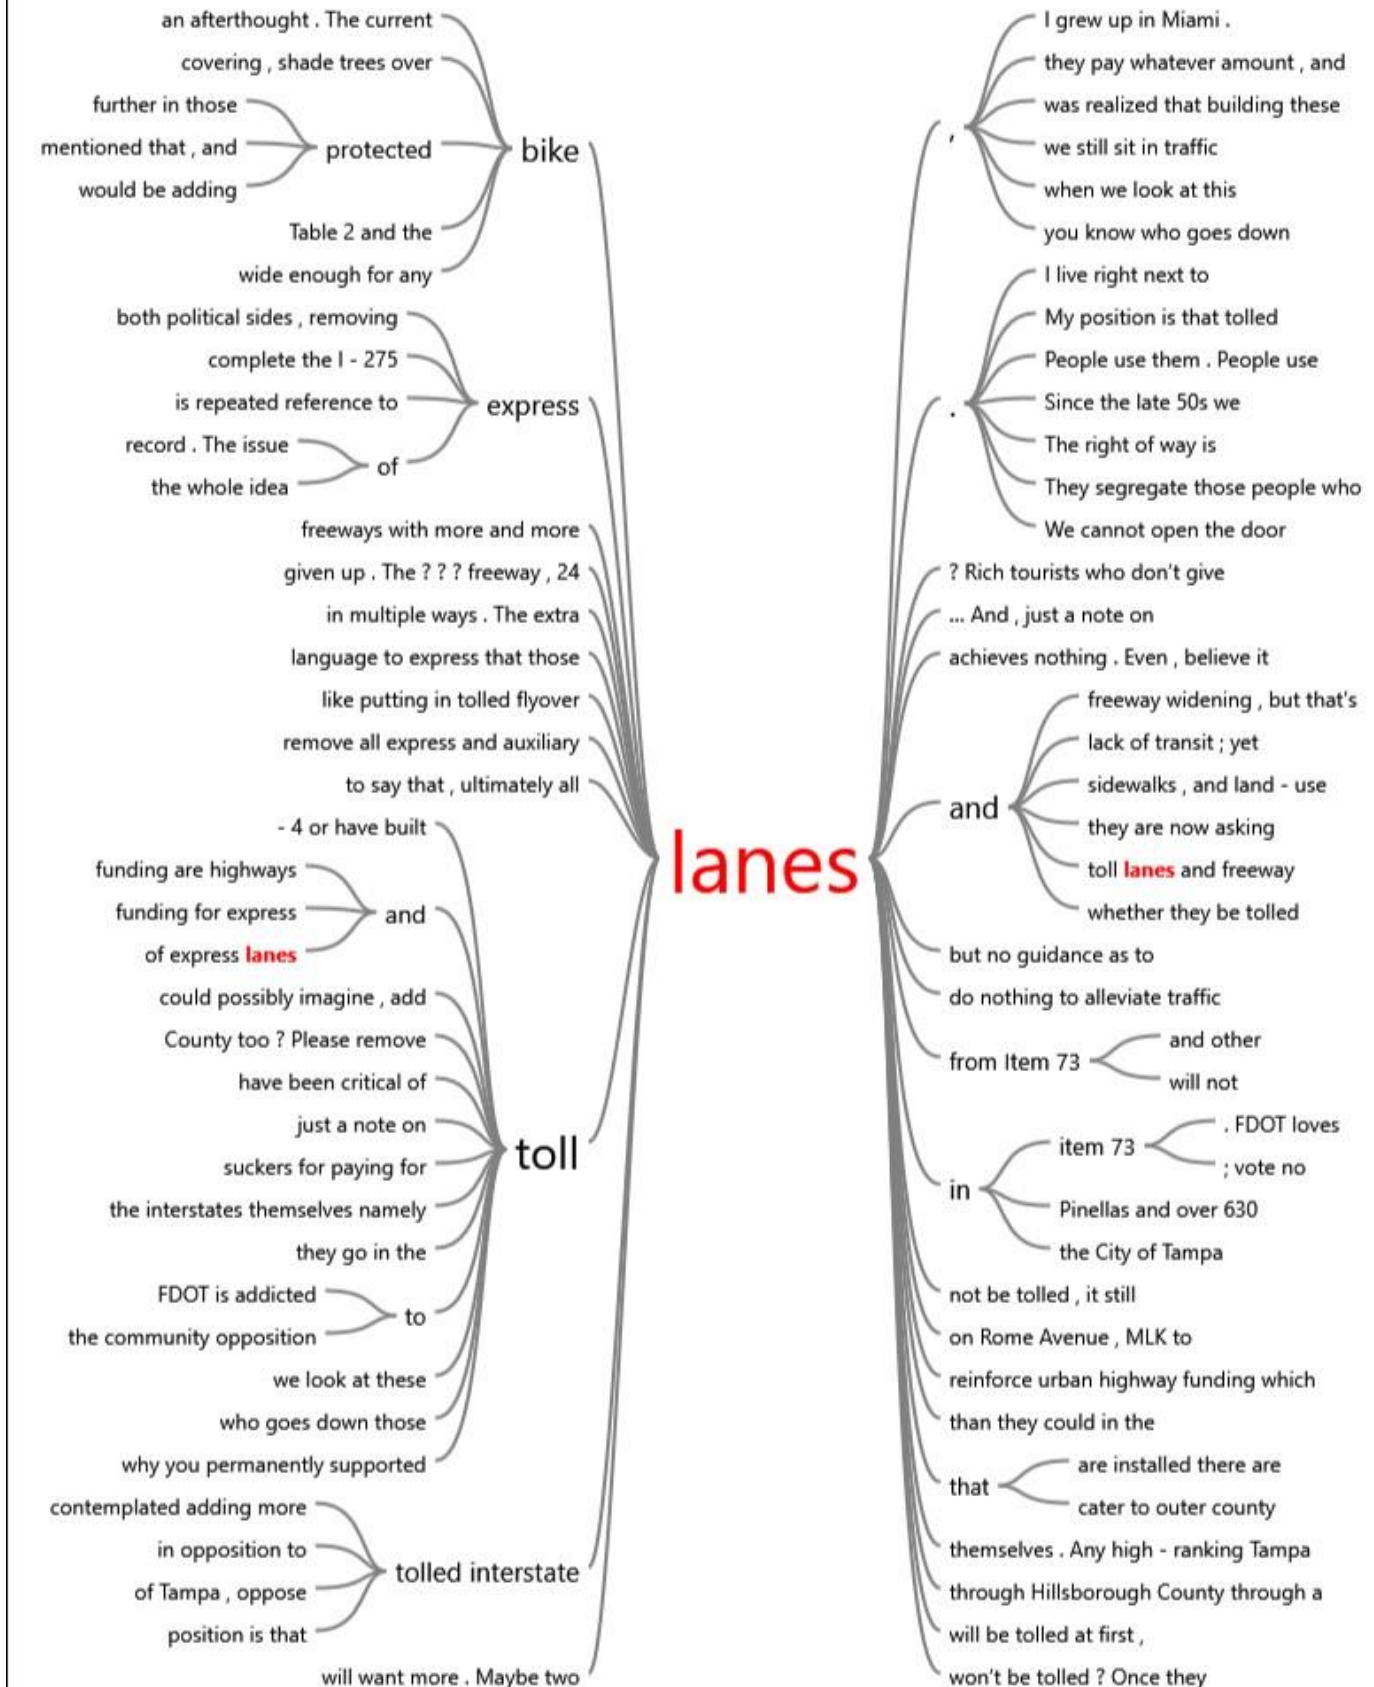 an afterthought . The current
covering , shade trees over
further in those
mentioned that , and
would be adding
protected
Table 2 and the
wide enough for any
bike
both political sides , removing
complete the I - 275
is repeated reference to
record . The issue
the whole idea
of
express
freeways with more and more
given up . The ? ? ? freeway , 24
in multiple ways . The extra
language to express that those
like putting in tolled flyover
remove all express and auxiliary
to say that , ultimately all
- 4 or have built
funding are highways
funding for express
of express lanes
and
could possibly imagine , add
County too ? Please remove
have been critical of
just a note on
suckers for paying for
the interstates themselves namely
they go in the
FDOT is addicted
the community opposition
to
we look at these
who goes down those
why you permanently supported
toll
contemplated adding more
in opposition to
of Tampa , oppose
position is that
tolled interstate
will want more . Maybe two
lanes
,
I grew up in Miami .
they pay whatever amount , and
was realized that building these
we still sit in traffic
when we look at this
you know who goes down
.
I live right next to
My position is that tolled
People use them . People use
Since the late 50s we
The right of way is
They segregate those people who
We cannot open the door
? Rich tourists who don't give
... And , just a note on
achieves nothing . Even , believe it
and
freeway widening , but that's
lack of transit ; yet
sidewalks , and land - use
they are now asking
toll lanes and freeway
whether they be tolled
but no guidance as to
do nothing to alleviate traffic
from Item 73
and other
will not
in
item 73
. FDOT loves
; vote no
Pinellas and over 630
the City of Tampa
not be tolled , it still
on Rome Avenue , MLK to
reinforce urban highway funding which
than they could in the
that
are installed there are
cater to outer county
themselves . Any high - ranking Tampa
through Hillsborough County through a
will be tolled at first ,
won't be tolled ? Once they